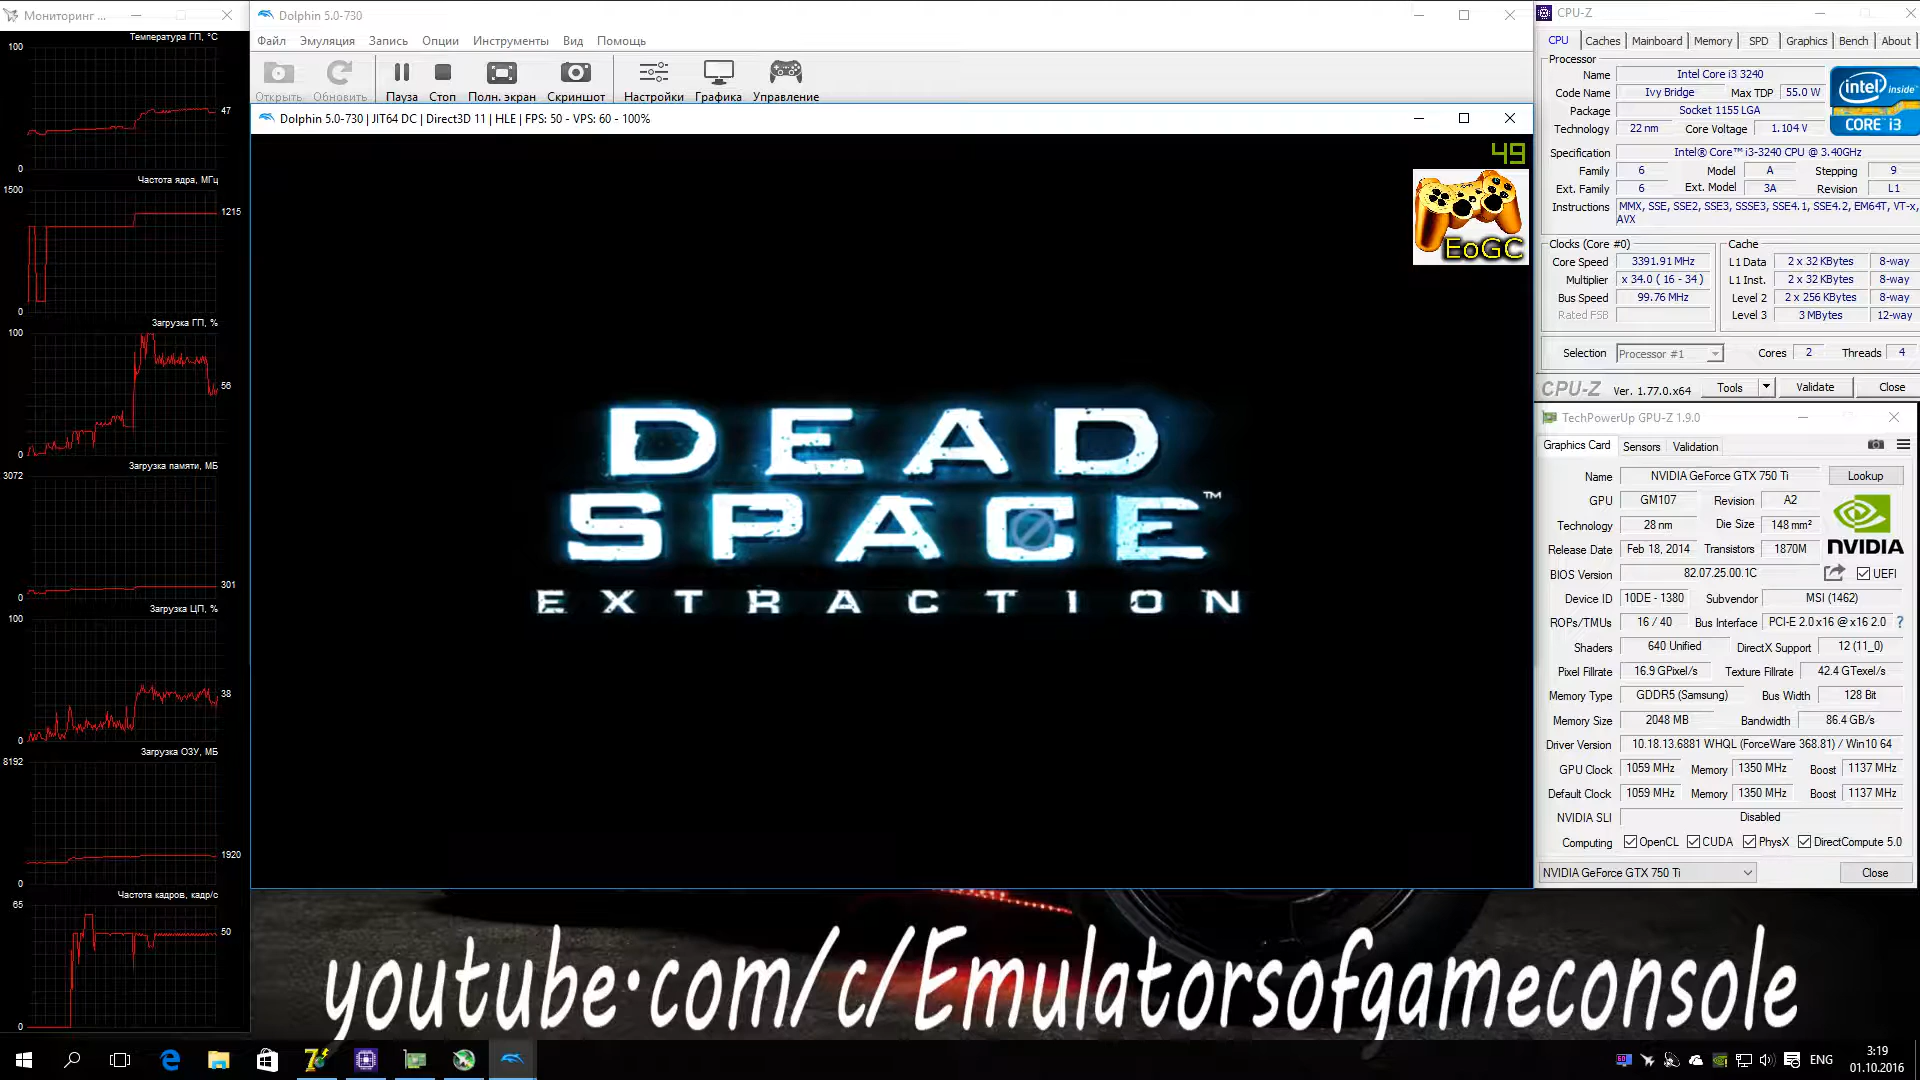 Мониторинг ...
Температура ГП, °C
100
47
0
Частота ядра, МГц
1500
1215
0
Загрузка ГП, %
100
56
0
Загрузка памяти, МБ
3072
301
0
Загрузка ЦП, %
100
38
0
Загрузка ОЗУ, МБ
8192
1920
0
Частота кадров, кадр/с
65
50
0
Dolphin 5.0-730
Файл Эмуляция Запись Опции Инструменты Вид Помощь
Открыть Обновить Пауза Стоп Полн. экран Скриншот Настройки Графика Управление
Dolphin 5.0-730 | JIT64 DC | Direct3D 11 | HLE | FPS: 50 - VPS: 60 - 100%
49
EoGC
DEAD
SPACE™
EXTRACTION
CPU-Z
CPU Caches Mainboard Memory SPD Graphics Bench About
Processor
Name Intel Core i3 3240
Code Name Ivy Bridge Max TDP 55.0 W
Package Socket 1155 LGA
Technology 22 nm Core Voltage 1.104 V
intel inside™
CORE i3
Specification Intel® Core™ i3-3240 CPU @ 3.40GHz
Family 6 Model A Stepping 9
Ext. Family 6 Ext. Model 3A Revision L1
Instructions MMX, SSE, SSE2, SSE3, SSSE3, SSE4.1, SSE4.2, EM64T, VT-x,
AVX
Clocks (Core #0) Cache
Core Speed 3391.91 MHz L1 Data 2 x 32 KBytes 8-way
Multiplier x 34.0 ( 16 - 34 ) L1 Inst. 2 x 32 KBytes 8-way
Bus Speed 99.76 MHz Level 2 2 x 256 KBytes 8-way
Rated FSB Level 3 3 MBytes 12-way
Selection Processor #1 Cores 2 Threads 4
CPU-Z Ver. 1.77.0.x64 Tools Validate Close
TechPowerUp GPU-Z 1.9.0
Graphics Card Sensors Validation
Name NVIDIA GeForce GTX 750 Ti Lookup
GPU GM107 Revision A2
Technology 28 nm Die Size 148 mm²
Release Date Feb 18, 2014 Transistors 1870M
NVIDIA
BIOS Version 82.07.25.00.1C UEFI
Device ID 10DE - 1380 Subvendor MSI (1462)
ROPs/TMUs 16 / 40 Bus Interface PCI-E 2.0 x16 @ x16 2.0 ?
Shaders 640 Unified DirectX Support 12 (11_0)
Pixel Fillrate 16.9 GPixel/s Texture Fillrate 42.4 GTexel/s
Memory Type GDDR5 (Samsung) Bus Width 128 Bit
Memory Size 2048 MB Bandwidth 86.4 GB/s
Driver Version 10.18.13.6881 WHQL (ForceWare 368.81) / Win10 64
GPU Clock 1059 MHz Memory 1350 MHz Boost 1137 MHz
Default Clock 1059 MHz Memory 1350 MHz Boost 1137 MHz
NVIDIA SLI Disabled
Computing OpenCL CUDA PhysX DirectCompute 5.0
NVIDIA GeForce GTX 750 Ti Close
youtube.com/c/Emulatorsofgameconsole
ENG
3:19
01.10.2016